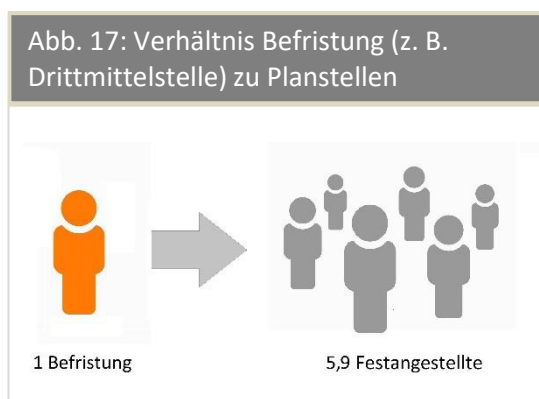 Abb. 17: Verhältnis Befristung (z. B.
Drittmittelstelle) zu Planstellen
1 Befristung
5,9 Festangestellte